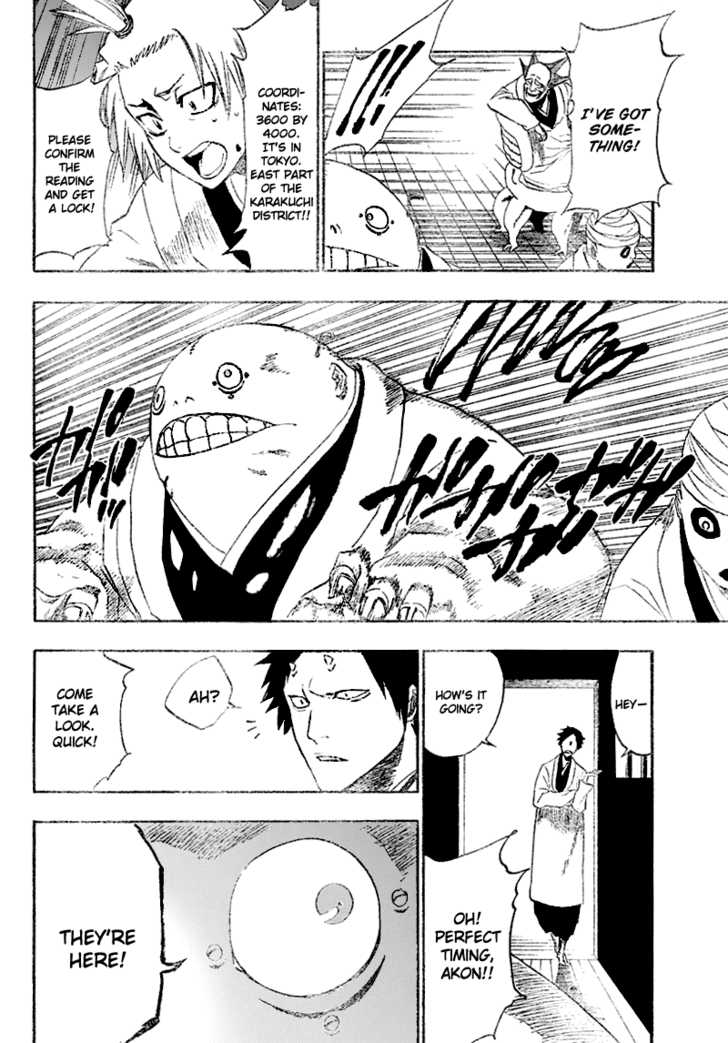 I'VE GOT
SOME-
THING!
!!!
COORDI-
NATES:
3600 BY
4000. IT'S
IN TOKYO.
EAST PART
OF THE
KARAKUCHI
DISTRICT!!
PLEASE
CONFIRM
THE
READING
AND GET
A LOCK!
HEY—
HOW'S IT
GOING?
OH!
PERFECT
TIMING,
AKON!!
AH?
COME
TAKE A
LOOK.
QUICK!
THEY'RE
HERE!